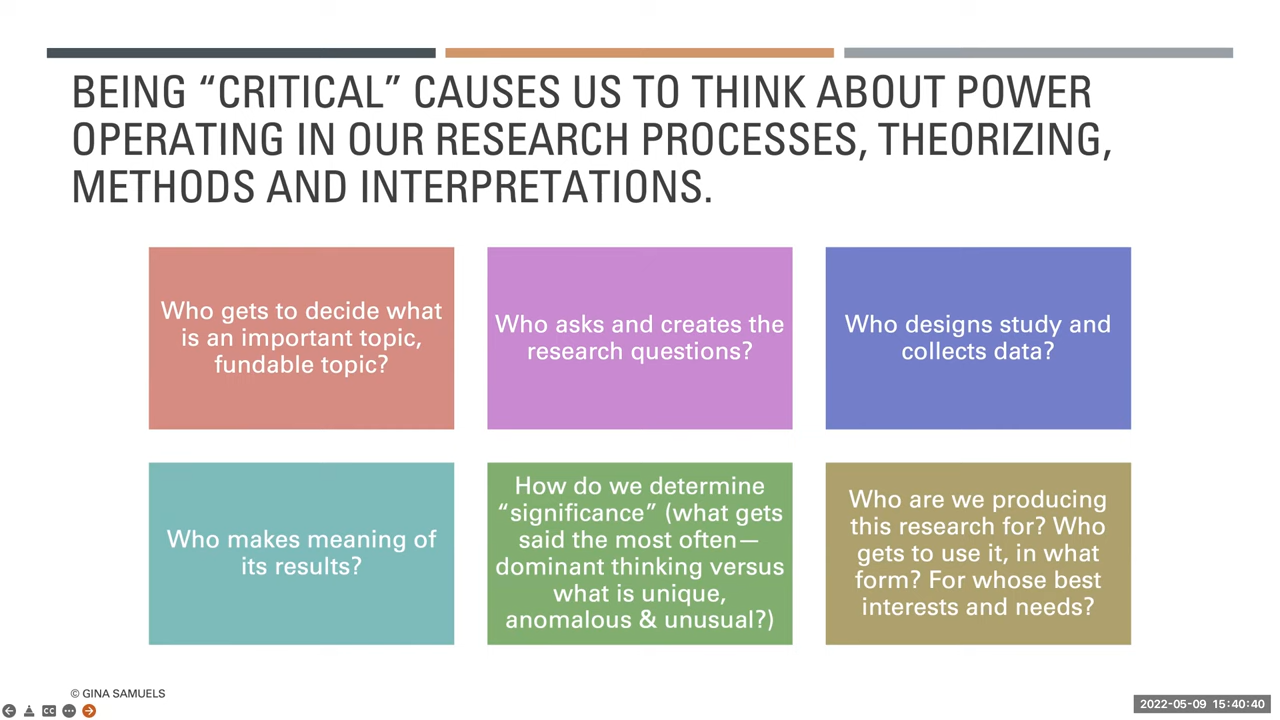 BEING “CRITICAL” CAUSES US TO THINK ABOUT POWER
OPERATING IN OUR RESEARCH PROCESSES, THEORIZING,
METHODS AND INTERPRETATIONS.
Who gets to decide what
is an important topic,
fundable topic?
Who asks and creates the
research questions?
Who designs study and
collects data?
Who makes meaning of
its results?
How do we determine
“significance” (what gets
said the most often—
dominant thinking versus
what is unique,
anomalous & unusual?)
Who are we producing
this research for? Who
gets to use it, in what
form? For whose best
interests and needs?
© GINA SAMUELS
CC
2022-05-09 15:40:40